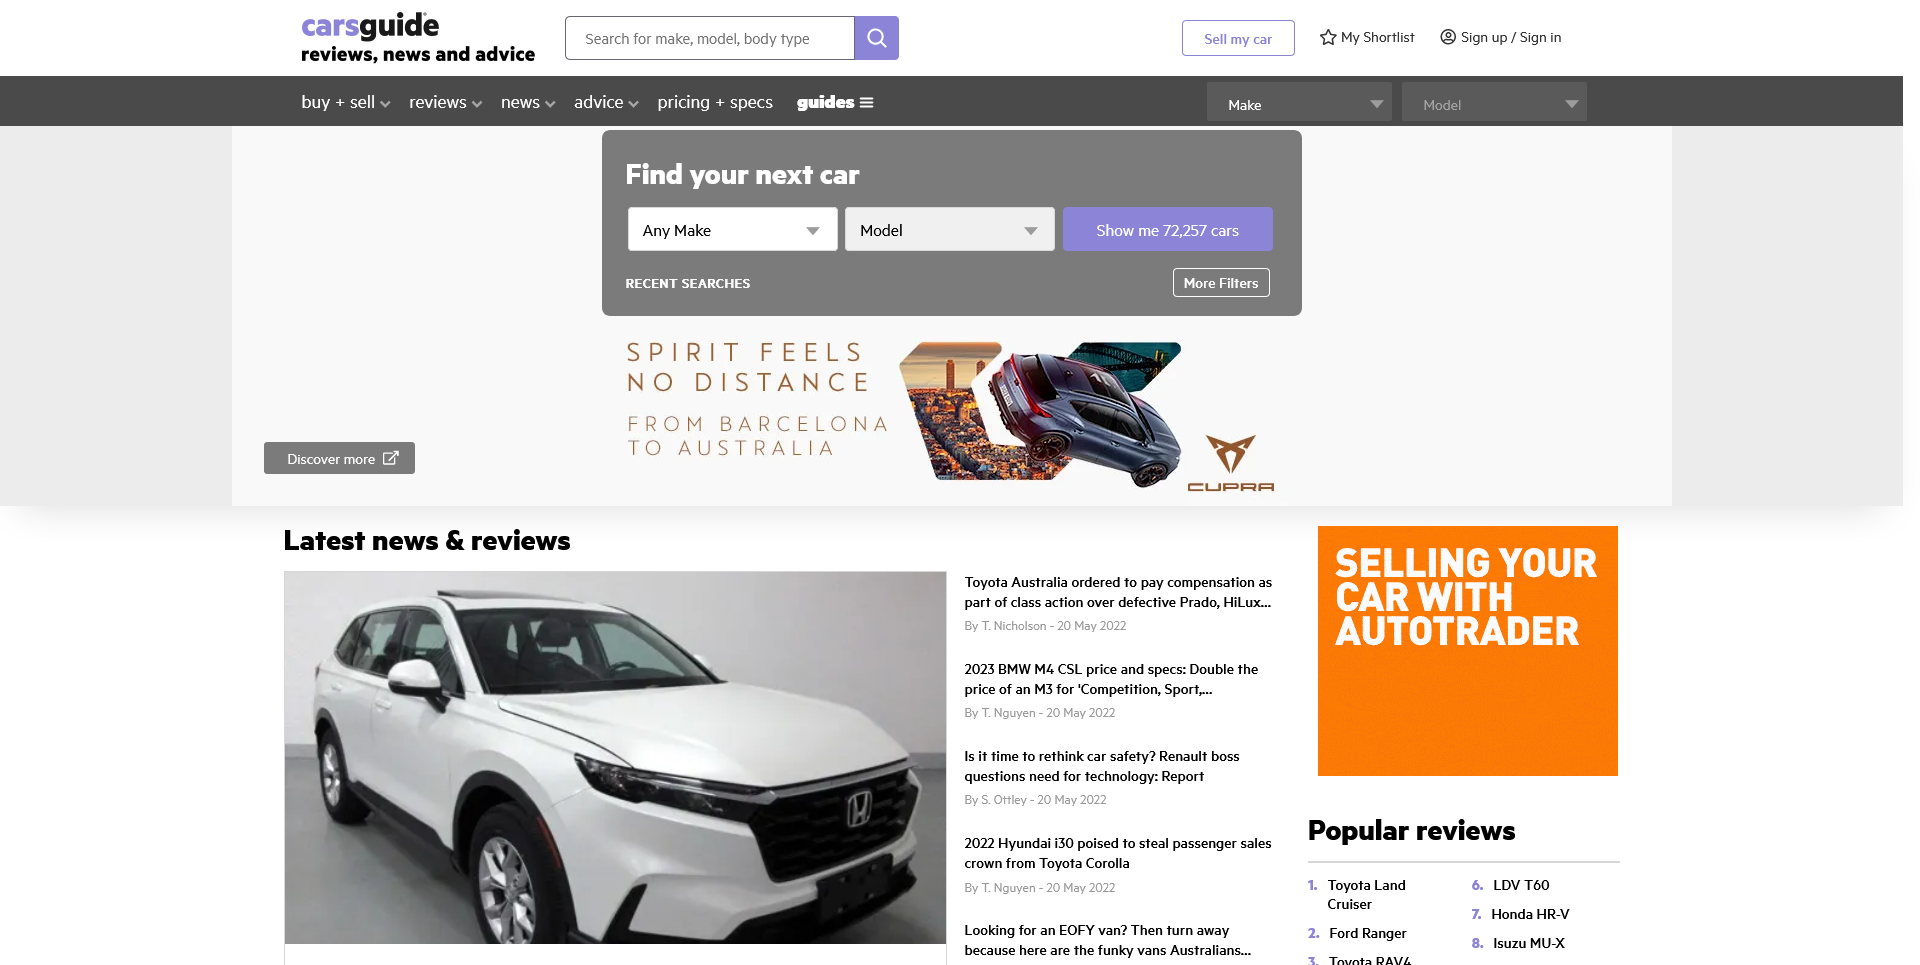 carsguide
reviews, news and advice
Search for make, model, body type
Sell my car
My Shortlist
Sign up / Sign in
buy + sell
reviews
news
advice
pricing + specs
guides
Make
Model
Find your next car
Any Make
Model
Show me 72,257 cars
RECENT SEARCHES
More Filters
SPIRIT FEELS
NO DISTANCE
FROM BARCELONA
TO AUSTRALIA
CUPRA
Discover more
Latest news & reviews
Toyota Australia ordered to pay compensation as
part of class action over defective Prado, HiLux...
By T. Nicholson - 20 May 2022
2023 BMW M4 CSL price and specs: Double the
price of an M3 for 'Competition, Sport,...
By T. Nguyen - 20 May 2022
Is it time to rethink car safety? Renault boss
questions need for technology: Report
By S. Ottley - 20 May 2022
2022 Hyundai i30 poised to steal passenger sales
crown from Toyota Corolla
By T. Nguyen - 20 May 2022
Looking for an EOFY van? Then turn away
because here are the funky vans Australians...
SELLING YOUR
CAR WITH
AUTOTRADER
Popular reviews
1. Toyota Land
Cruiser
2. Ford Ranger
3. Toyota RAV4
6. LDV T60
7. Honda HR-V
8. Isuzu MU-X